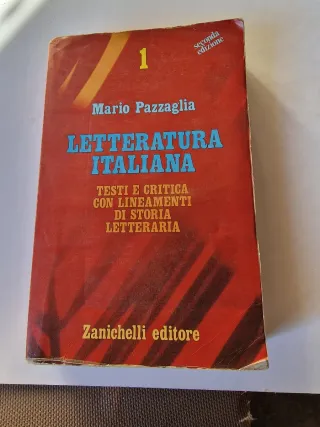 1
seconda
edizione
Mario Pazzaglia
LETTERATURA
ITALIANA
TESTI E CRITICA
CON LINEAMENTI
DI STORIA
LETTERARIA
Zanichelli editore